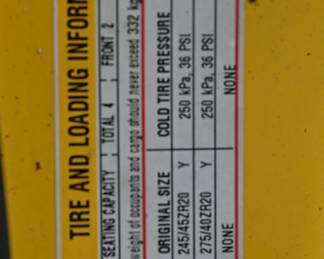 TIRE AND LOADING INFORM
SEATING CAPACITY TOTAL 4 FRONT 2
weight of occupants and cargo should never exceed 332 kg
ORIGINAL SIZE COLD TIRE PRESSURE
245/45ZR20 Y 250 kPa, 36 PSI
275/40ZR20 Y 250 kPa, 36 PSI
NONE NONE